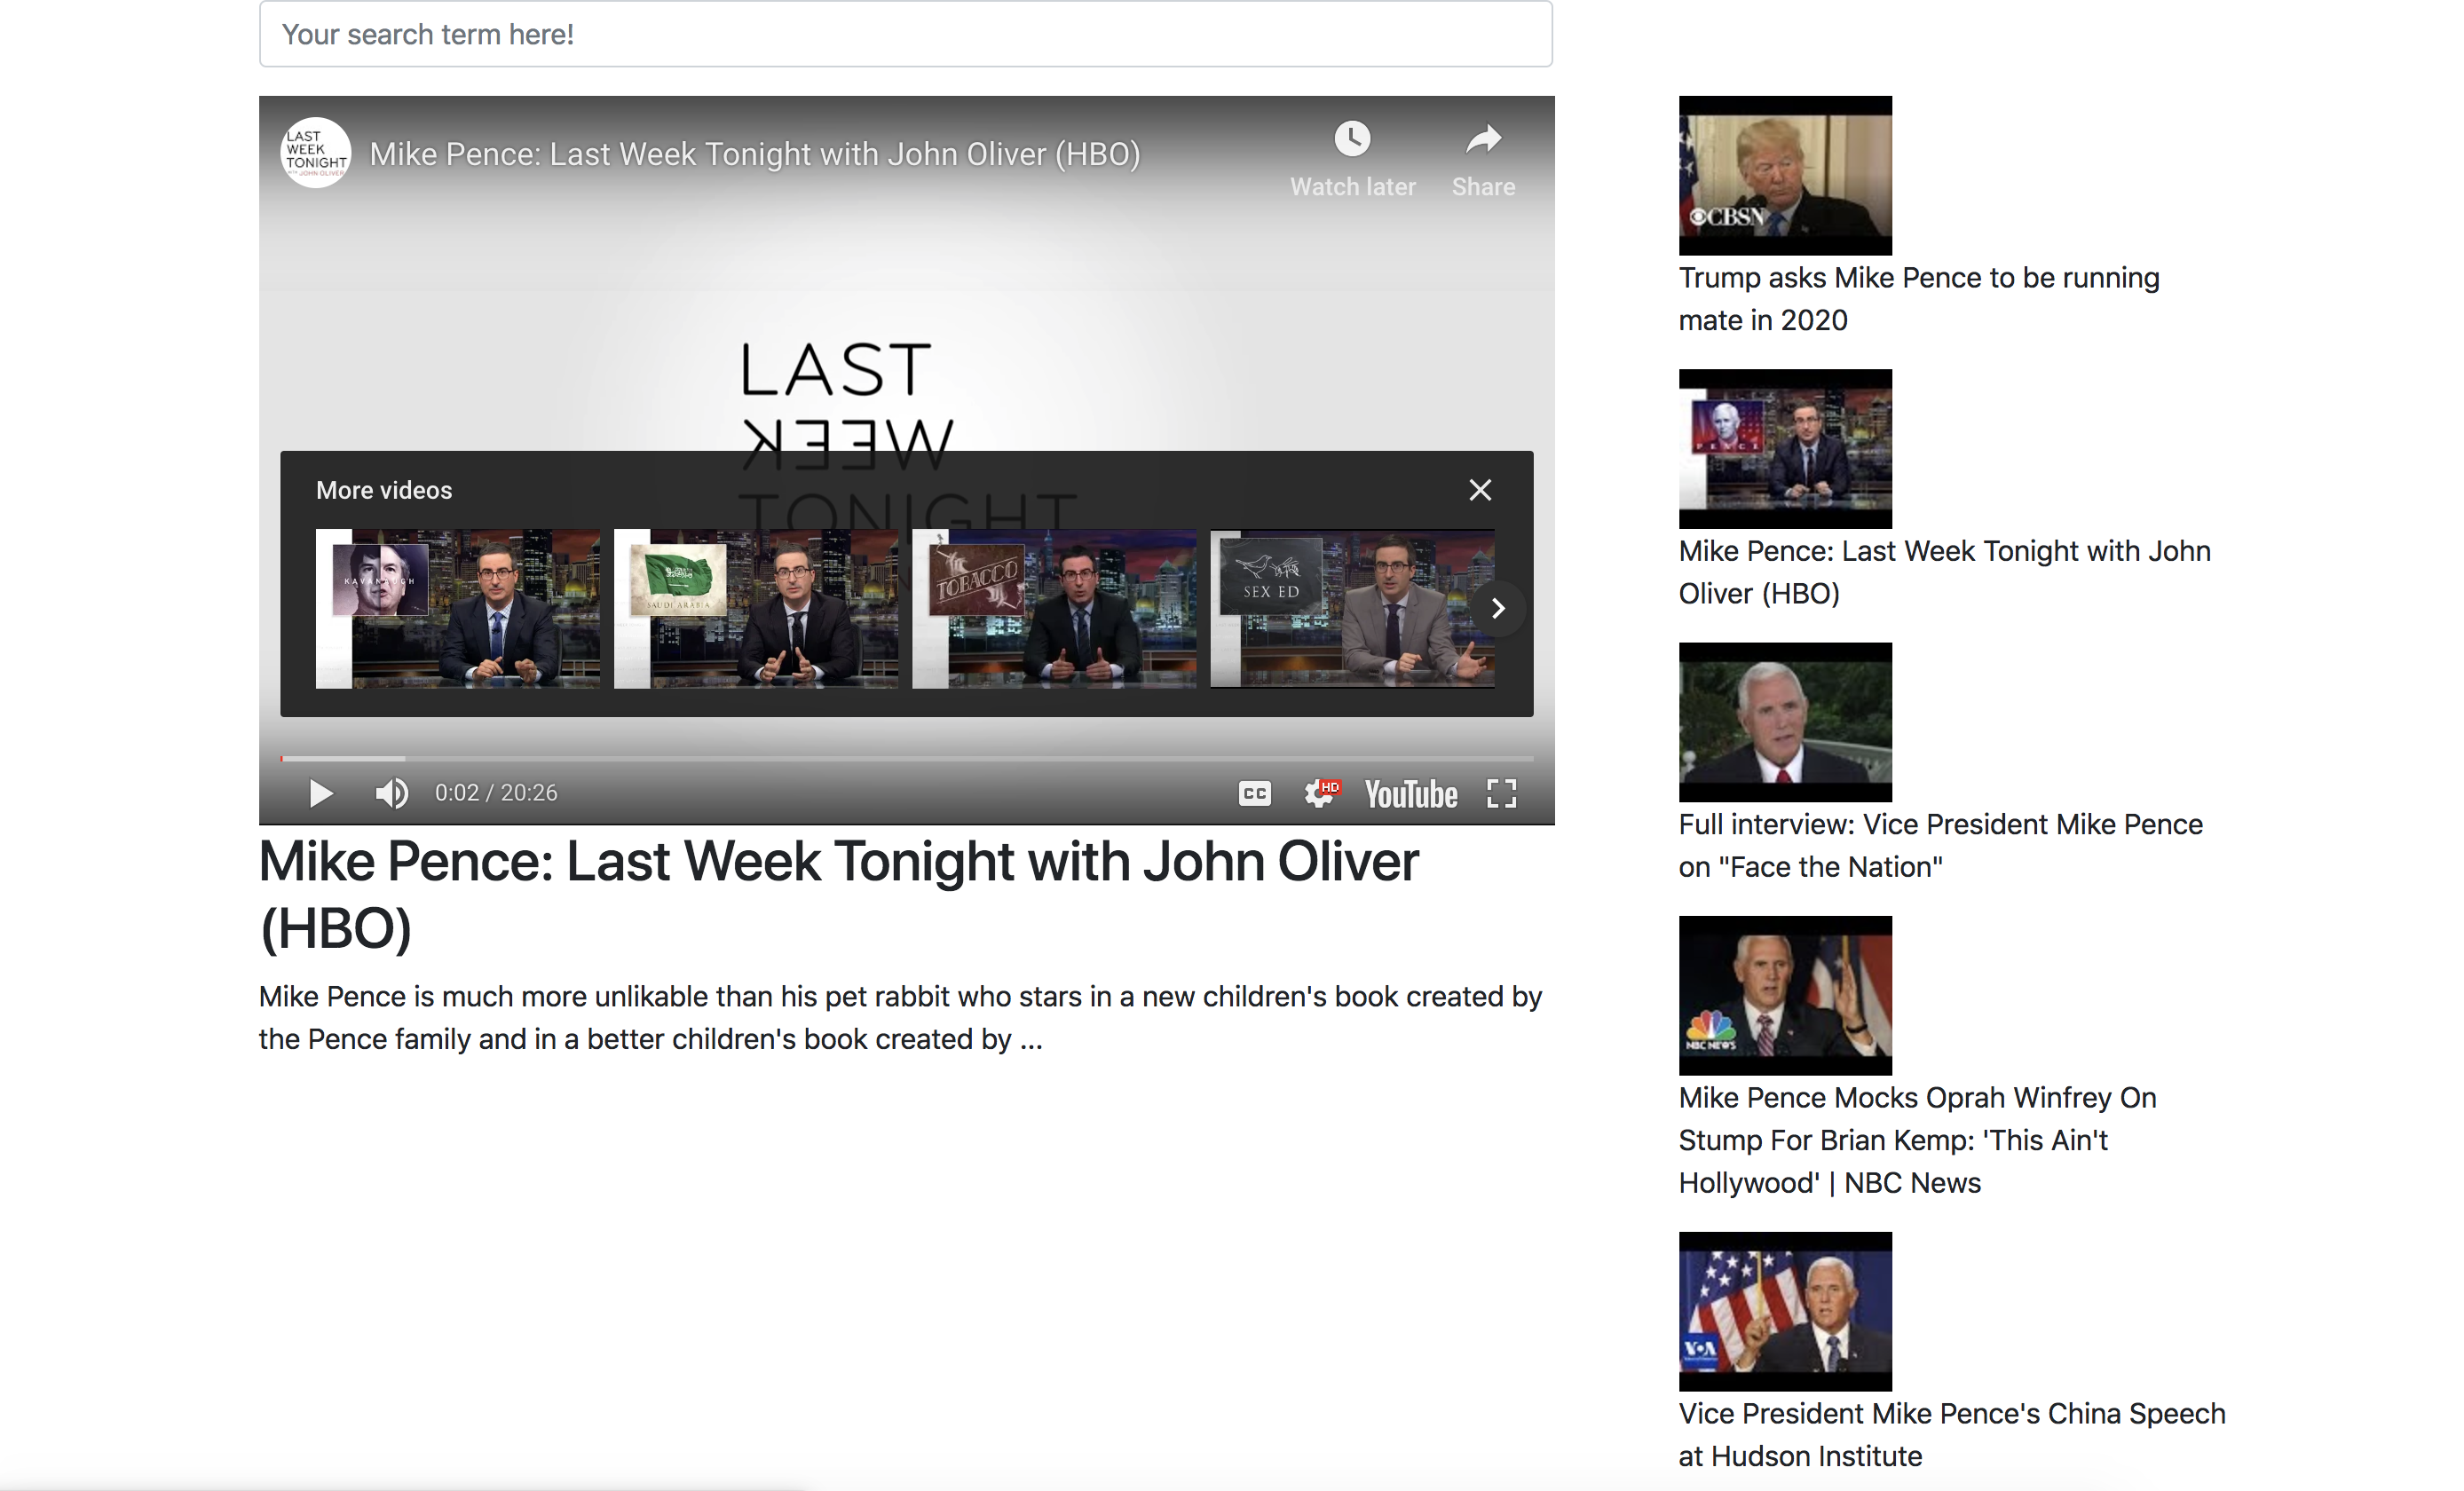 Your search term here!
LAST
WEEK
TONIGHT
WITH JOHN OLIVER
Mike Pence: Last Week Tonight with John Oliver (HBO)
Watch later
Share
LAST
WEEK
TONIGHT
More videos
KAVANAUGH
SAUDI ARABIA
TOBACCO
SEX ED
0:02 / 20:26
CC
HD
YouTube
Mike Pence: Last Week Tonight with John Oliver
(HBO)
Mike Pence is much more unlikable than his pet rabbit who stars in a new children's book created by
the Pence family and in a better children's book created by ...
CBSN
Trump asks Mike Pence to be running
mate in 2020
PENCE
Mike Pence: Last Week Tonight with John
Oliver (HBO)
Full interview: Vice President Mike Pence
on "Face the Nation"
NBC NEWS
Mike Pence Mocks Oprah Winfrey On
Stump For Brian Kemp: 'This Ain't
Hollywood' | NBC News
VOA
Vice President Mike Pence's China Speech
at Hudson Institute